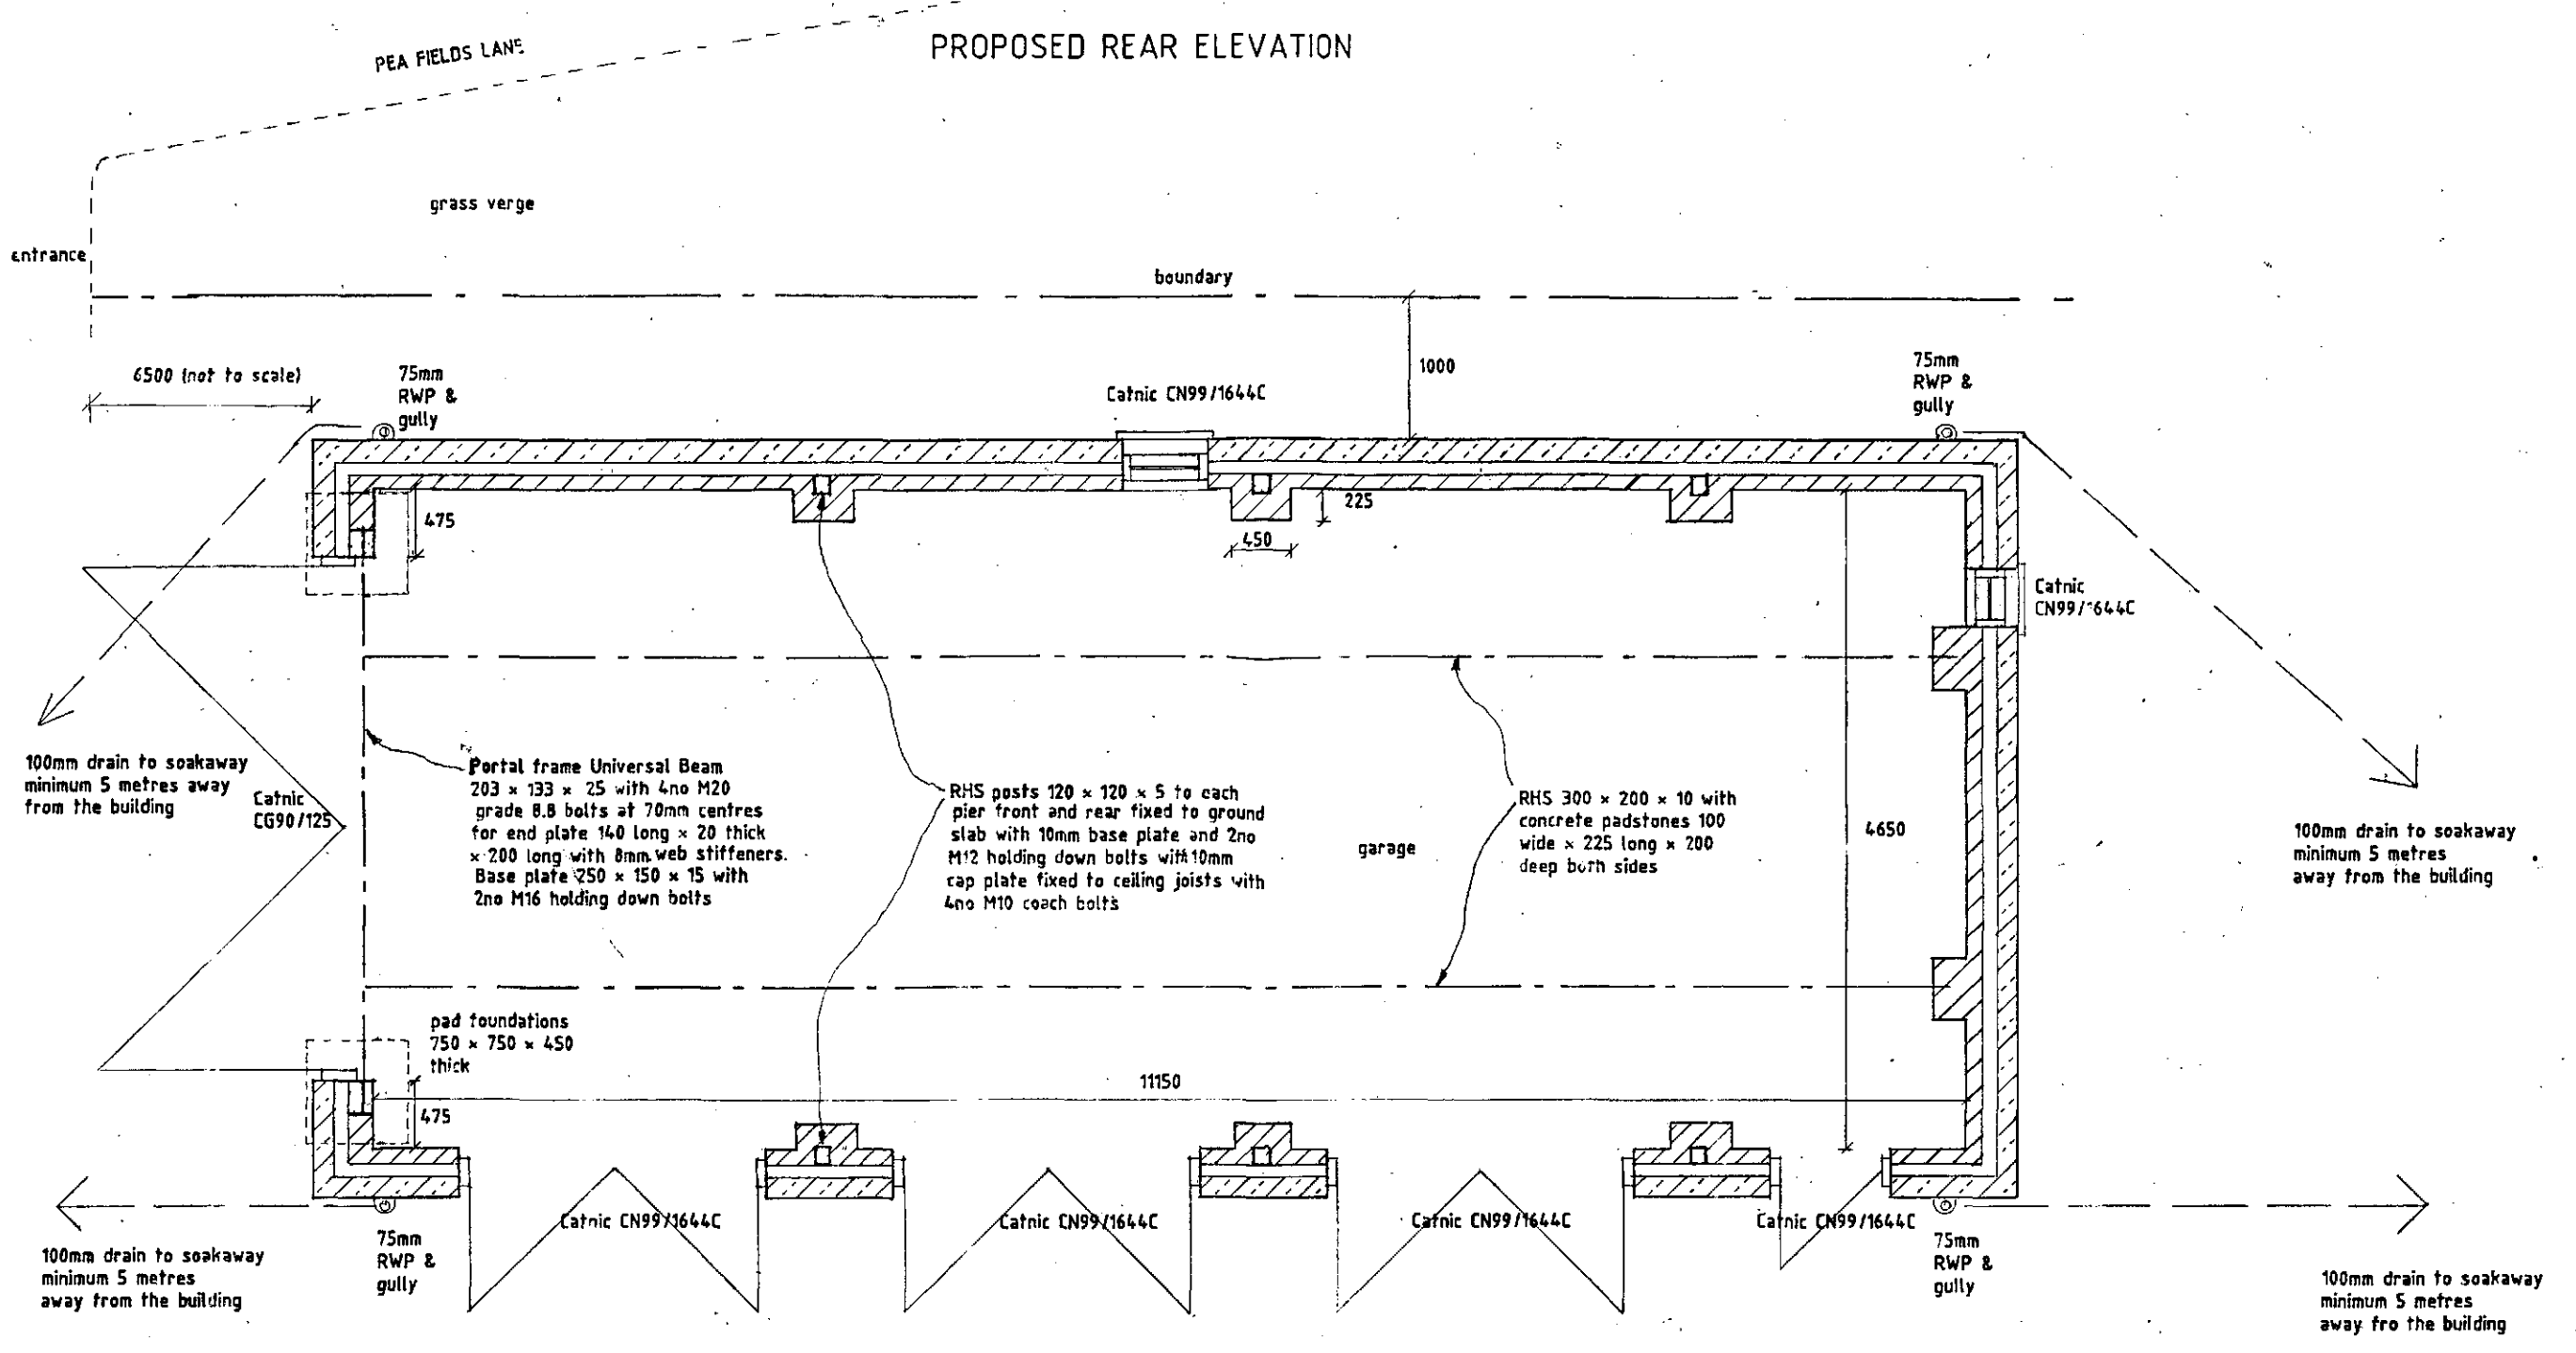 PROPOSED REAR ELEVATION
PEA FIELDS LANE
grass verge
entrance
boundary
6500 (not to scale)
75mm
RWP &
gully
Catnic CN99/1644C
1000
75mm
RWP &
gully
475
225
450
Catnic
CN99/1644C
100mm drain to soakaway
minimum 5 metres away
from the building
Catnic
CG90/125
Portal frame Universal Beam
203 × 133 × 25 with 4no M20
grade 8.8 bolts at 70mm centres
for end plate 140 long × 20 thick
× 200 long with 8mm web stiffeners.
Base plate 250 × 150 × 15 with
2no M16 holding down bolts
RHS posts 120 × 120 × 5 to each
pier front and rear fixed to ground
slab with 10mm base plate and 2no
M12 holding down bolts with 10mm
cap plate fixed to ceiling joists with
4no M10 coach bolts
garage
RHS 300 × 200 × 10 with
concrete padstones 100
wide × 225 long × 200
deep both sides
4650
100mm drain to soakaway
minimum 5 metres
away from the building
pad foundations
750 × 750 × 450
thick
11150
475
Catnic CN99/1644C
Catnic CN99/1644C
Catnic CN99/1644C
Catnic CN99/1644C
75mm
RWP &
gully
75mm
RWP &
gully
100mm drain to soakaway
minimum 5 metres
away from the building
100mm drain to soakaway
minimum 5 metres
away fro the building